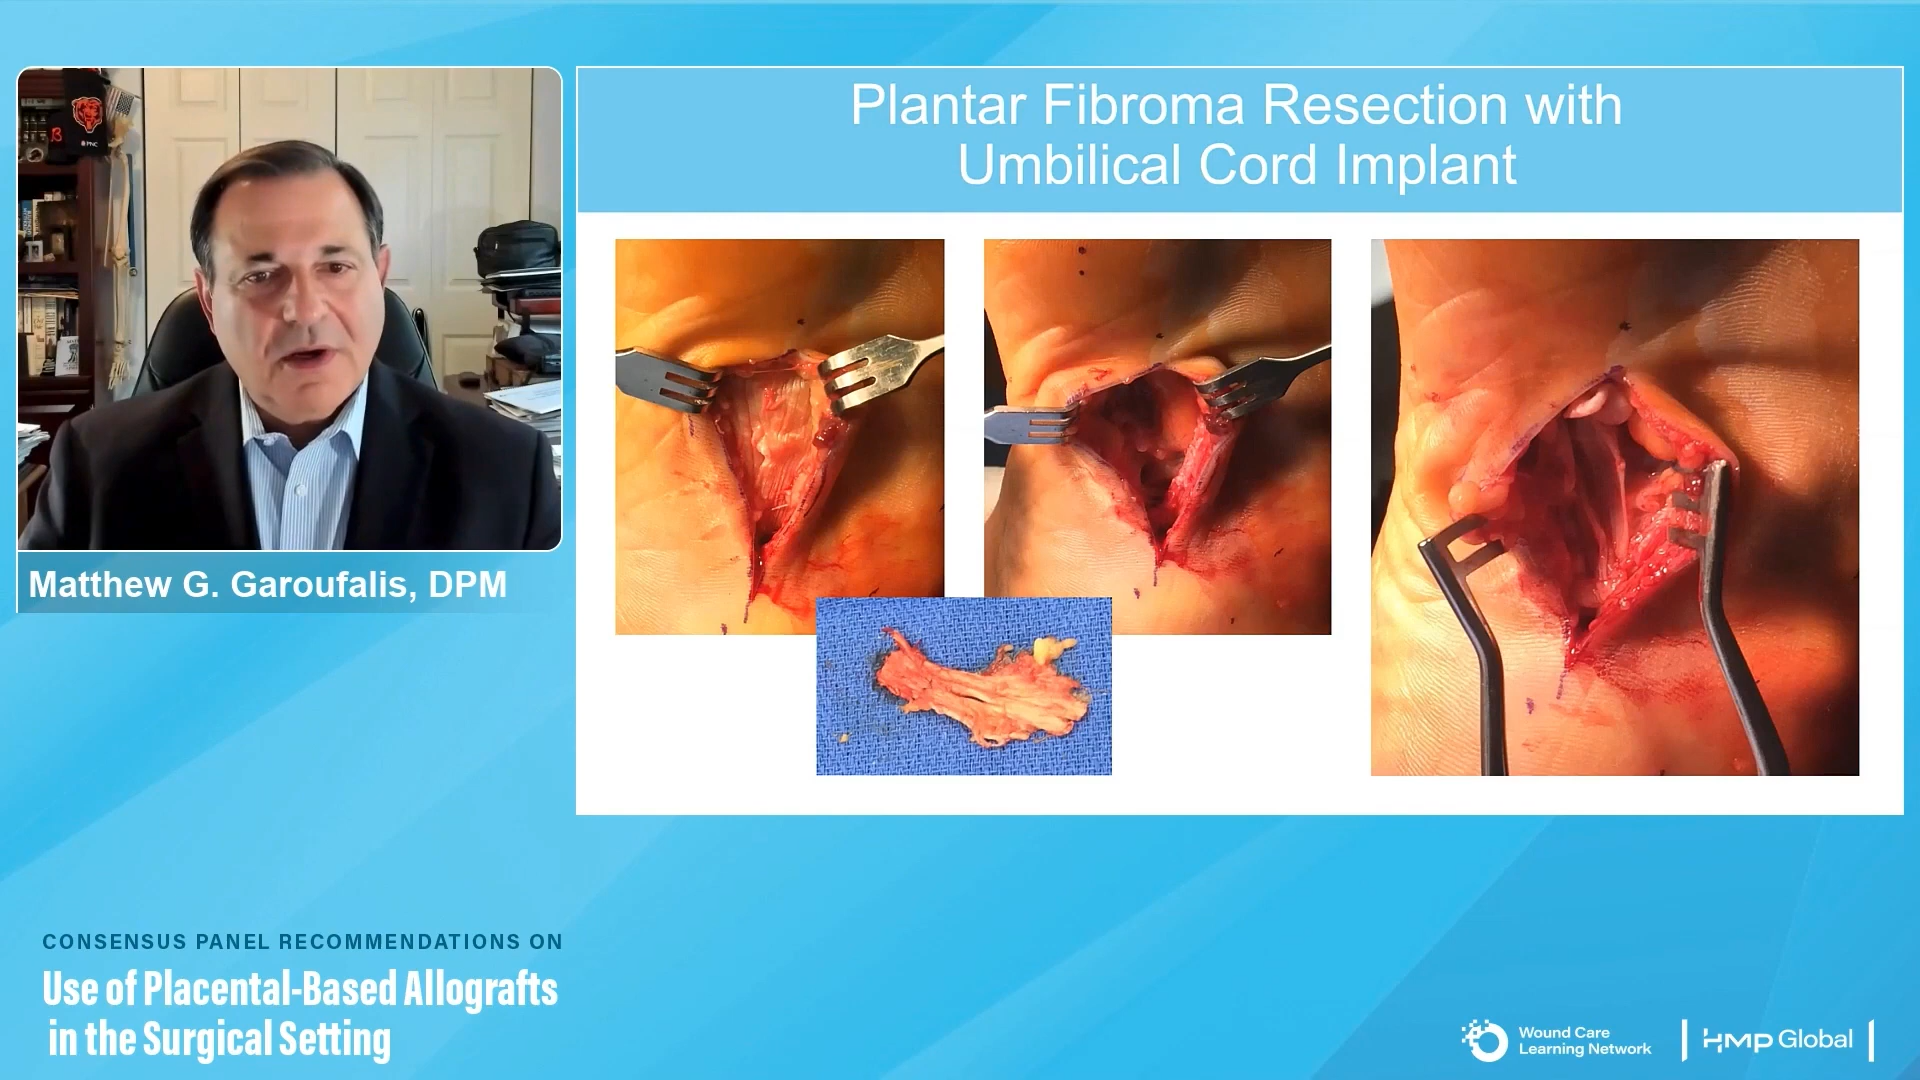 PNC
Matthew G. Garoufalis, DPM
Plantar Fibroma Resection with
Umbilical Cord Implant
CONSENSUS PANEL RECOMMENDATIONS ON
Use of Placental-Based Allografts
in the Surgical Setting
Wound Care
Learning Network
HMP Global